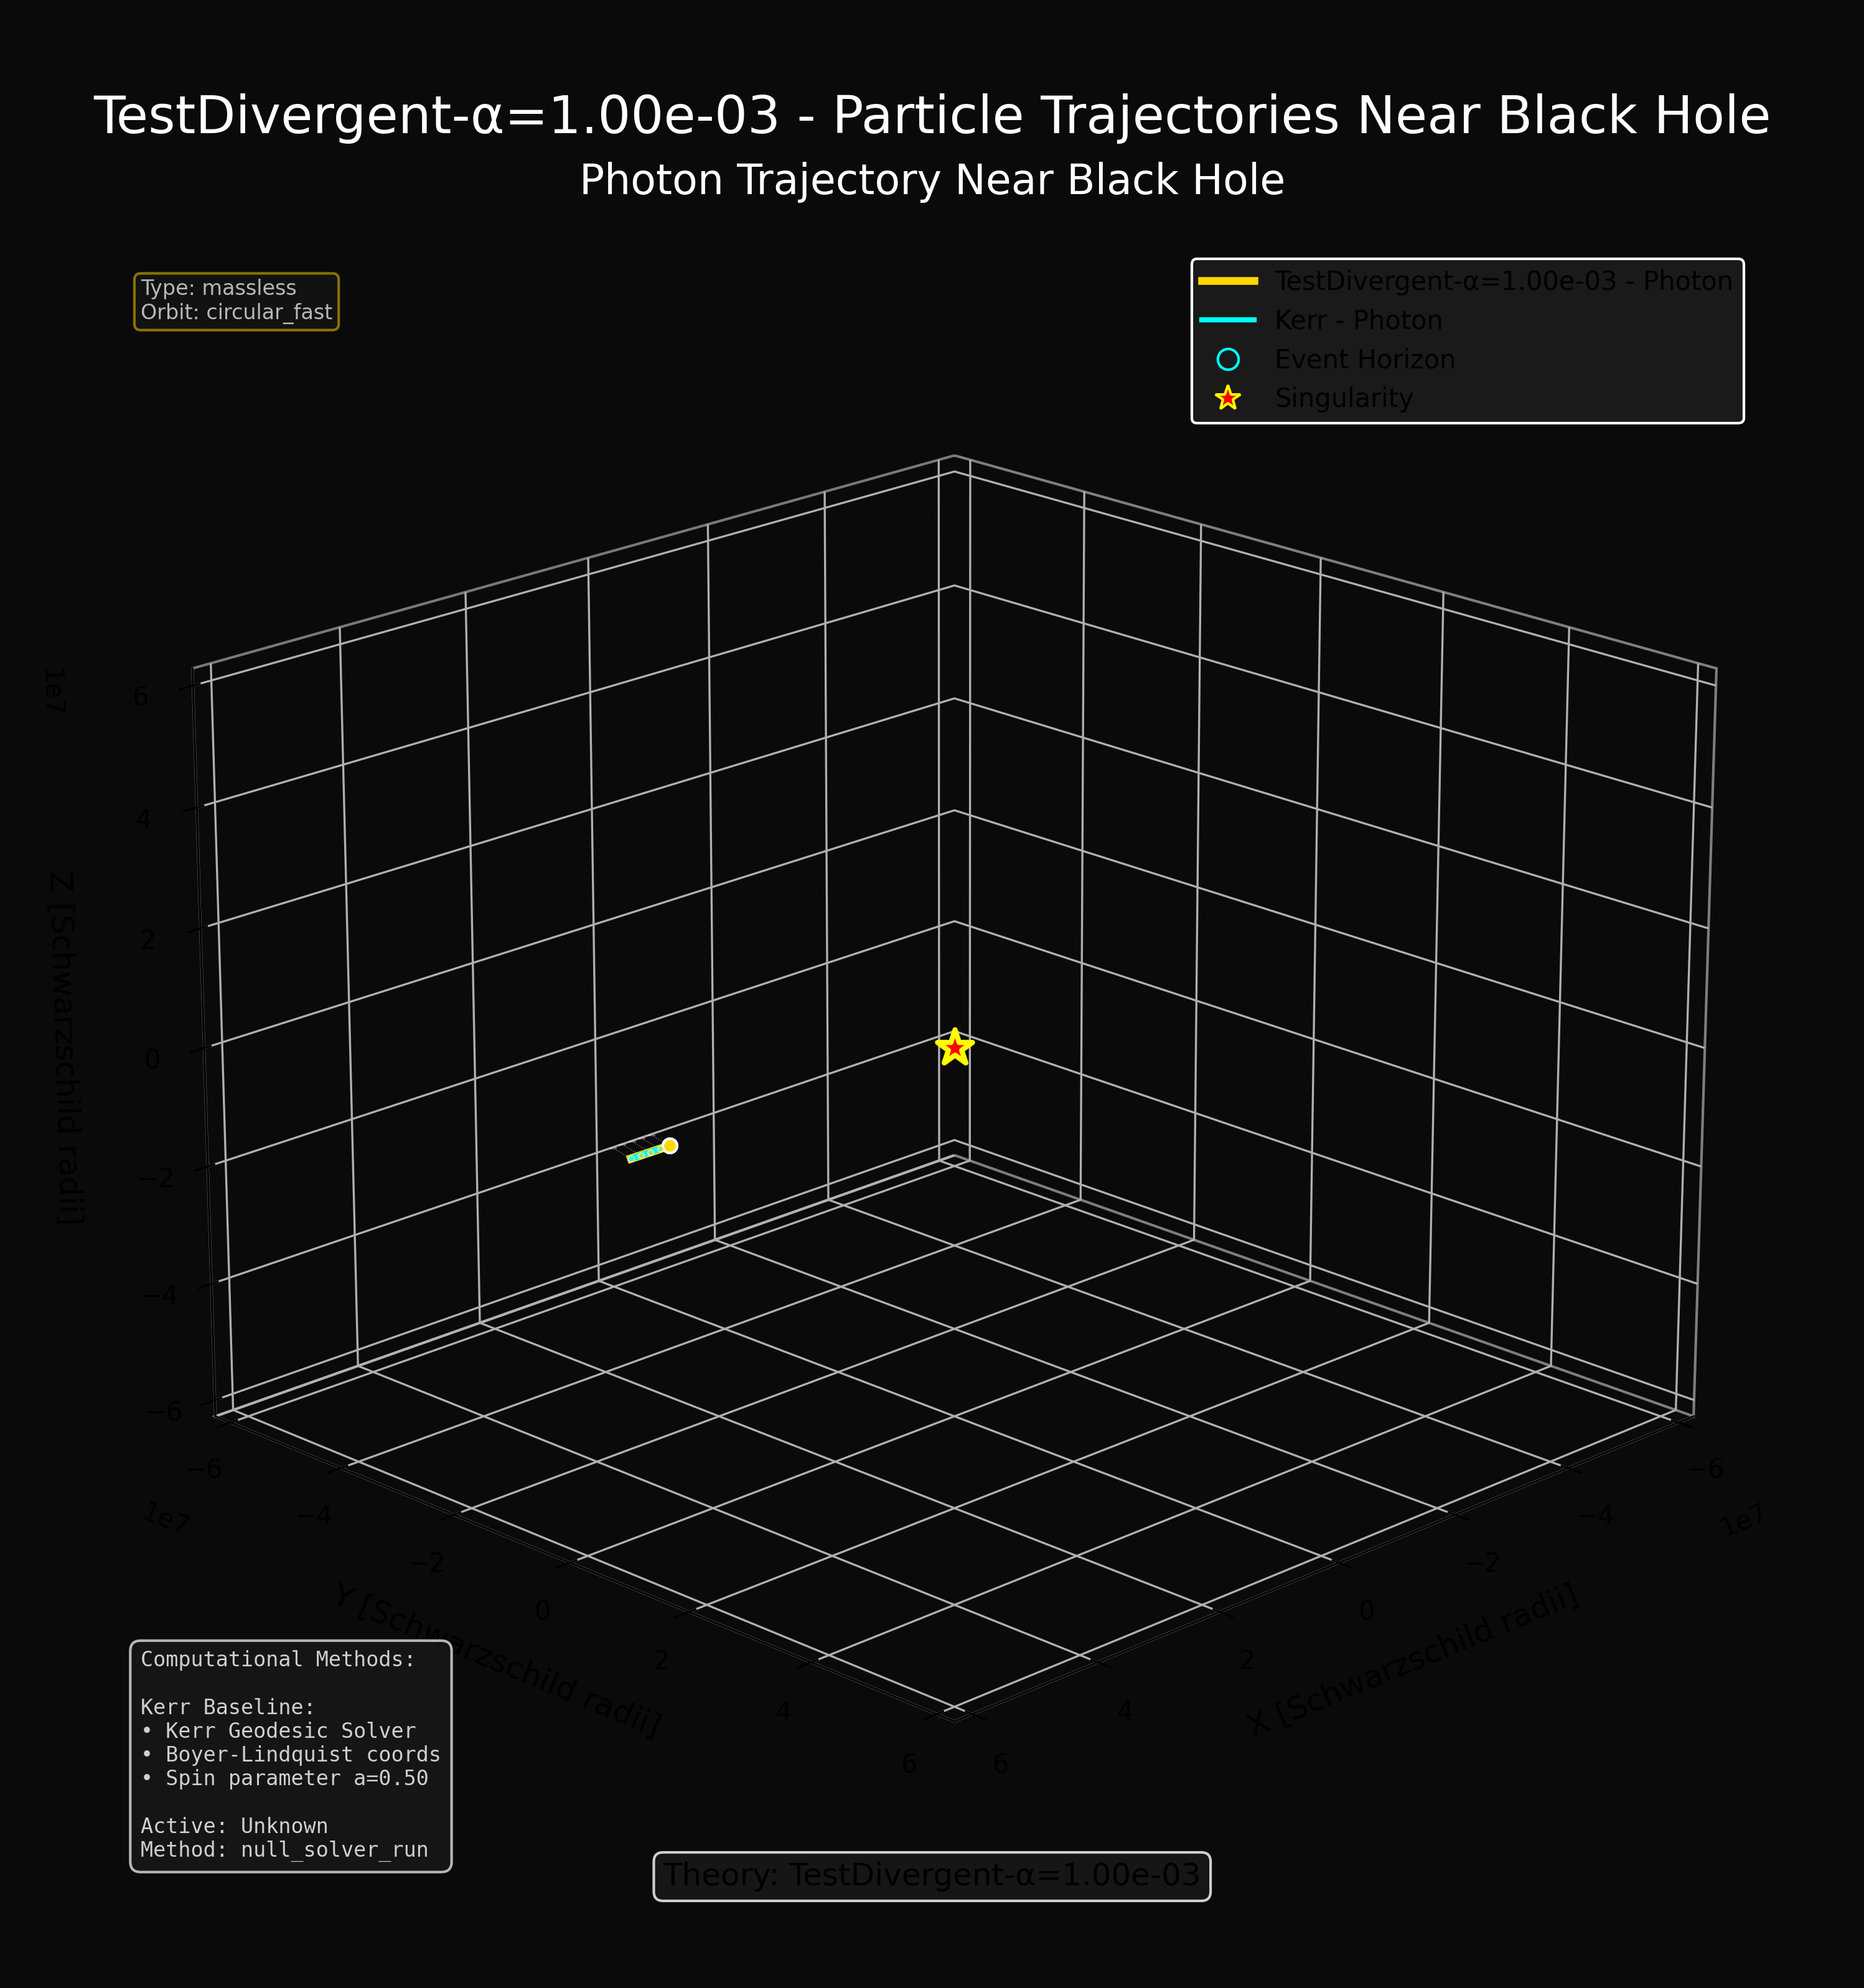 TestDivergent-α=1.00e-03 - Particle Trajectories Near Black Hole
Photon Trajectory Near Black Hole
Type: massless
Orbit: circular_fast
TestDivergent-α=1.00e-03 - Photon
Kerr - Photon
Event Horizon
Singularity
1e7
6
4
2
0
−2
−4
−6
Z [Schwarzschild radii]
−6
−4
−2
0
2
4
6
1e7
Y [Schwarzschild radii]
−6
−4
−2
0
2
4
6
1e7
X [Schwarzschild radii]
Computational Methods:
Kerr Baseline:
• Kerr Geodesic Solver
• Boyer-Lindquist coords
• Spin parameter a=0.50
Active: Unknown
Method: null_solver_run
Theory: TestDivergent-α=1.00e-03